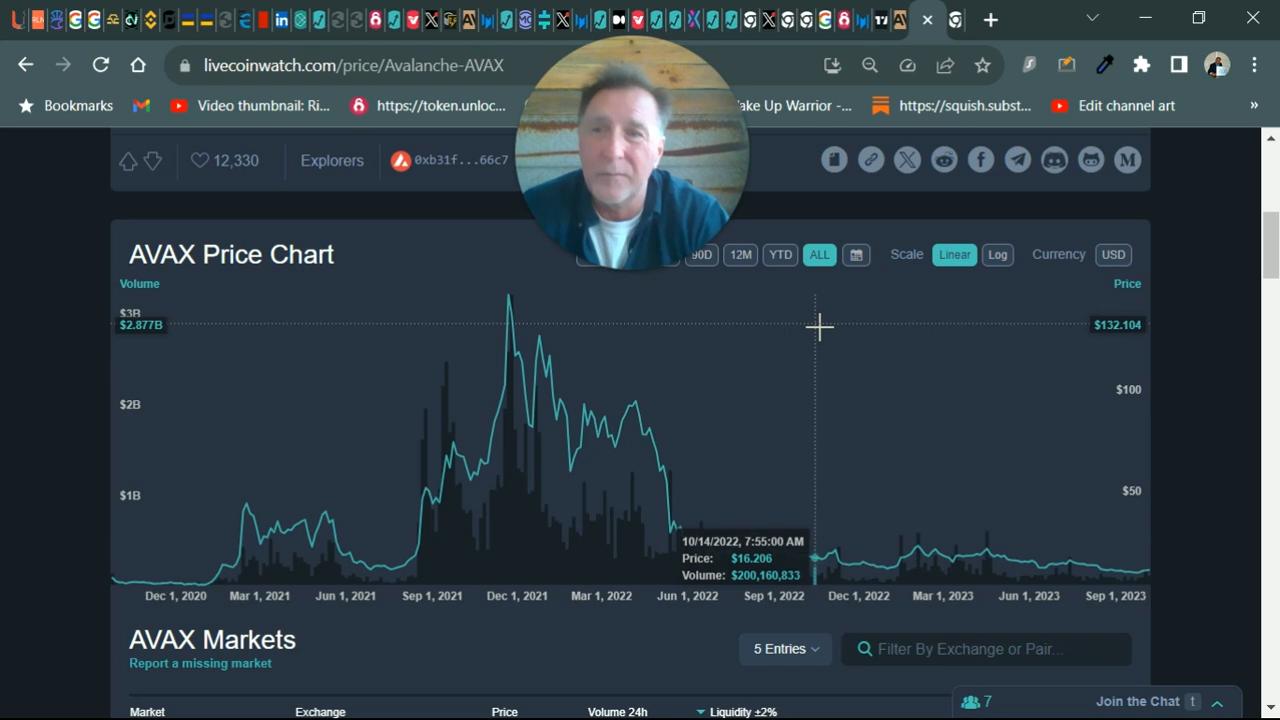 livecoinwatch.com/price/Avalanche-AVAX
Bookmarks
Video thumbnail: Ri...
https://token.unloc...
ake Up Warrior -...
https://squish.subst...
Edit channel art
»
12,330
Explorers
0xb31f...66c7
AVAX Price Chart
90D
12M
YTD
ALL
Scale
Linear
Log
Currency
USD
Volume
Price
$3B
$2.877B
$132.104
$100
$2B
$1B
$50
10/14/2022, 7:55:00 AM
Price: $16.206
Volume: $200,160,833
Dec 1, 2020
Mar 1, 2021
Jun 1, 2021
Sep 1, 2021
Dec 1, 2021
Mar 1, 2022
Jun 1, 2022
Sep 1, 2022
Dec 1, 2022
Mar 1, 2023
Jun 1, 2023
Sep 1, 2023
AVAX Markets
Report a missing market
5 Entries
Filter By Exchange or Pair...
Market
Exchange
Price
Volume 24h
Liquidity ±2%
7
Join the Chat
t